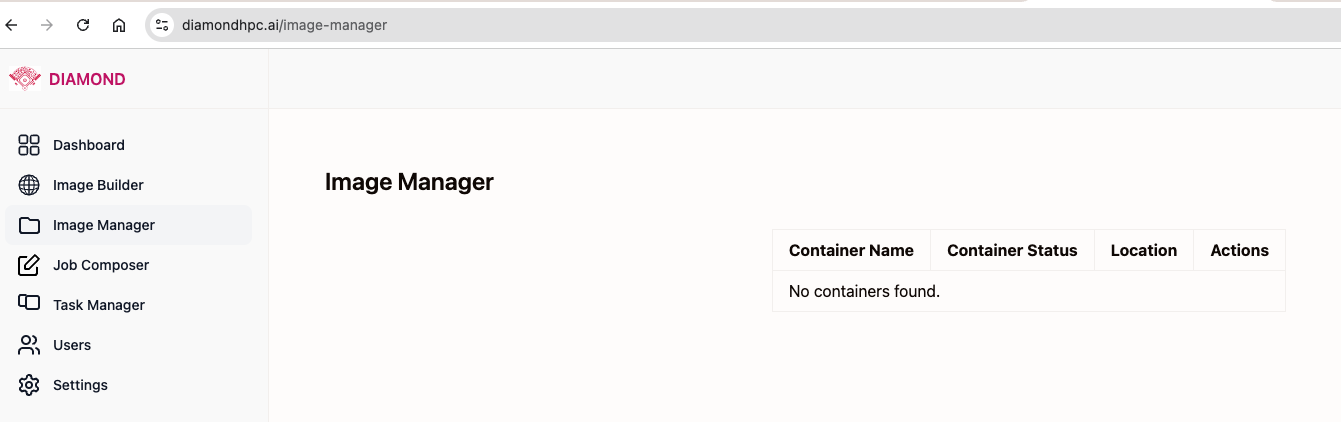 diamondhpc.ai/image-manager
DIAMOND
Dashboard
Image Builder
Image Manager
Job Composer
Task Manager
Users
Settings
Image Manager
Container Name Container Status Location Actions
No containers found.